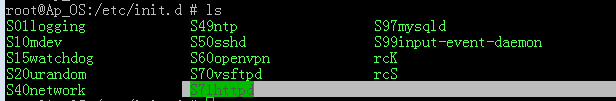 root@Ap_OS:/etc/init.d # ls
S01logging S49ntp S97mysqld
S10mdev S50sshd S99input-event-daemon
S15watchdog S60openvpn rcK
S20urandom S70vsftpd rcS
S40network S71httpd